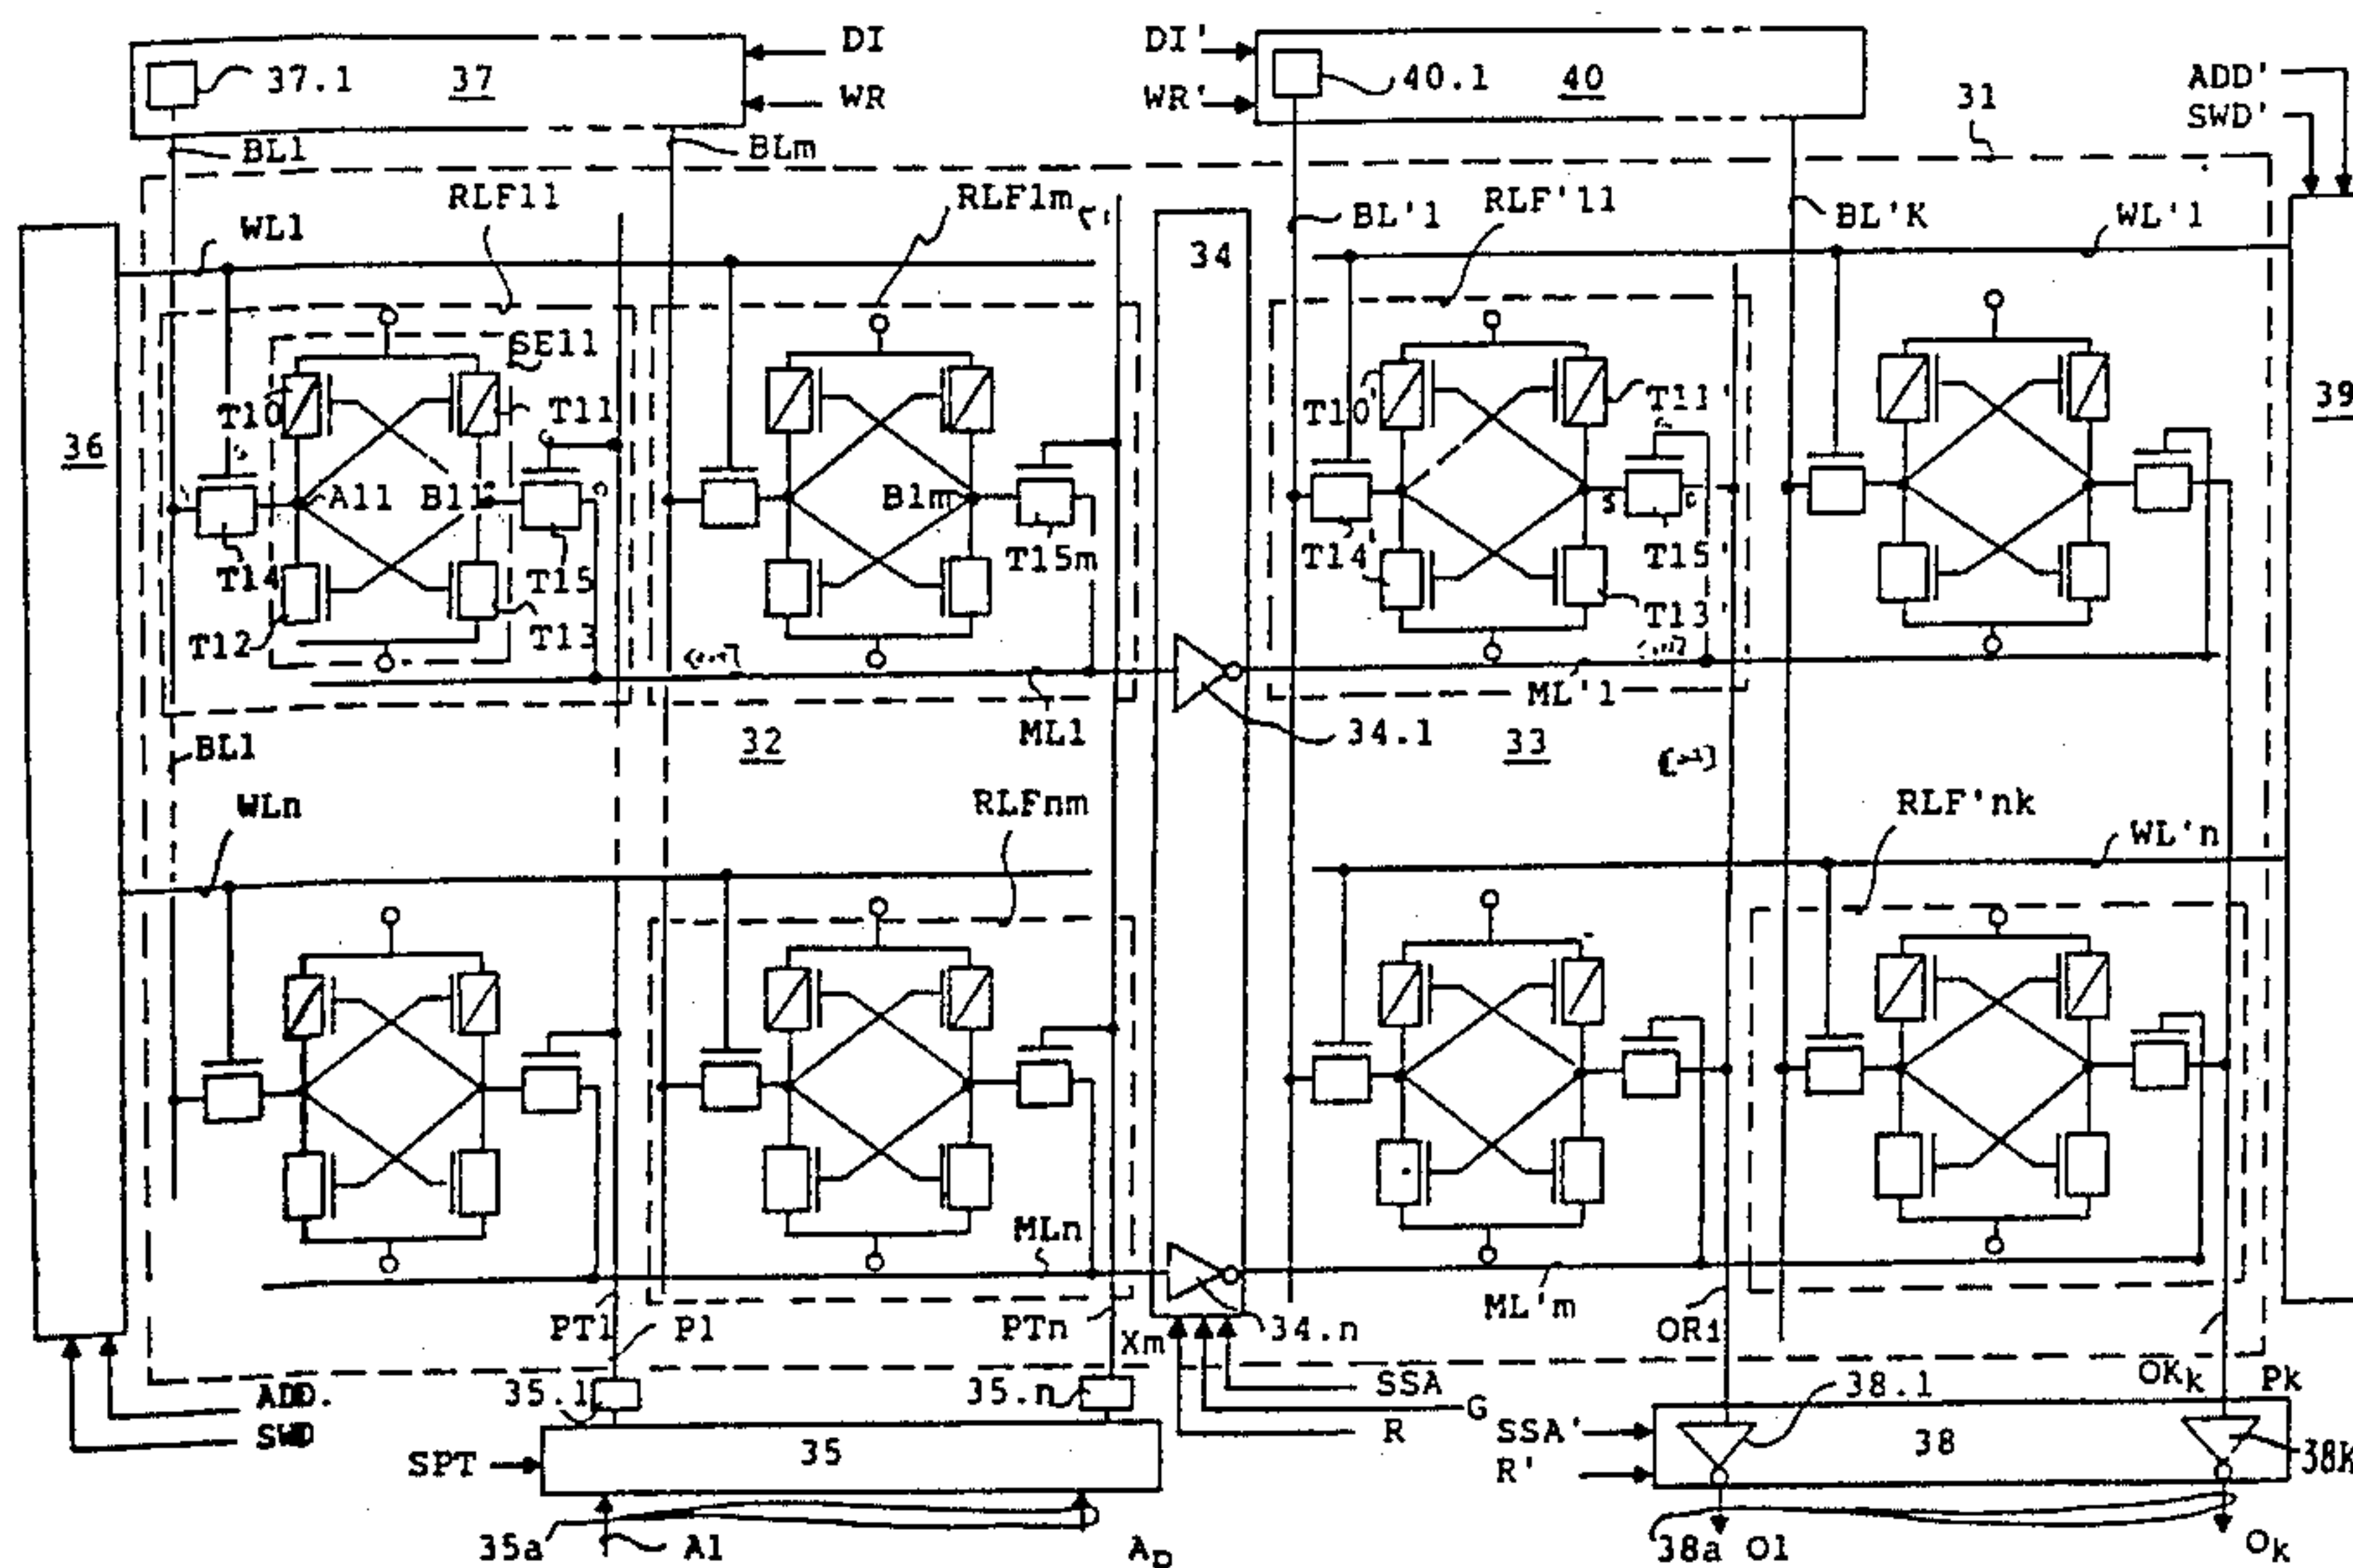 DI
DI'
37.1
37
WR
WR'
40.1
40
ADD'
31
SWD'
BL1
BLm
RLF11
RLF1m
BL'1
RLF'11
BL'K
WL'1
WL1
34
SE11
T10
T11
T10'
T11'
39
36
A11
B11
B1m
T14
T15
T15m
T14'
T15'
T12
T13
T13'
ML'1
BL1
32
ML1
34.1
33
WLn
RLFnm
RLF'nk
WL'n
MLn
PT1
P1
PTn
Xm
34.n
ML'm
OR1
ADD.
35.1
35.n
SSA
38.1
OKk
Pk
SWD
G
R
SSA'
SPT
35
R'
38
38K
35a
A1
Ap
38a
O1
Ok